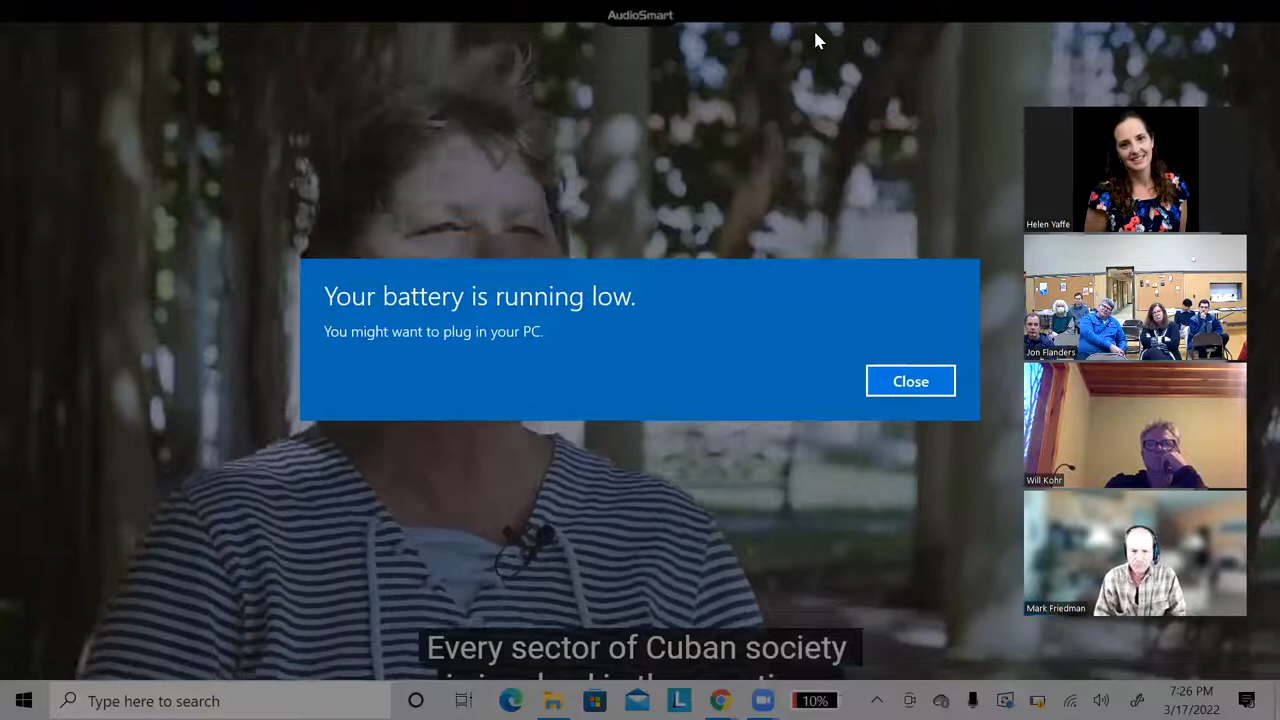 AudioSmart
Helen Yaffe
Your battery is running low.
You might want to plug in your PC.
Close
Jon Flanders
Will Kohr
Mark Friedman
Every sector of Cuban society
Type here to search
10%
7:26 PM
3/17/2022